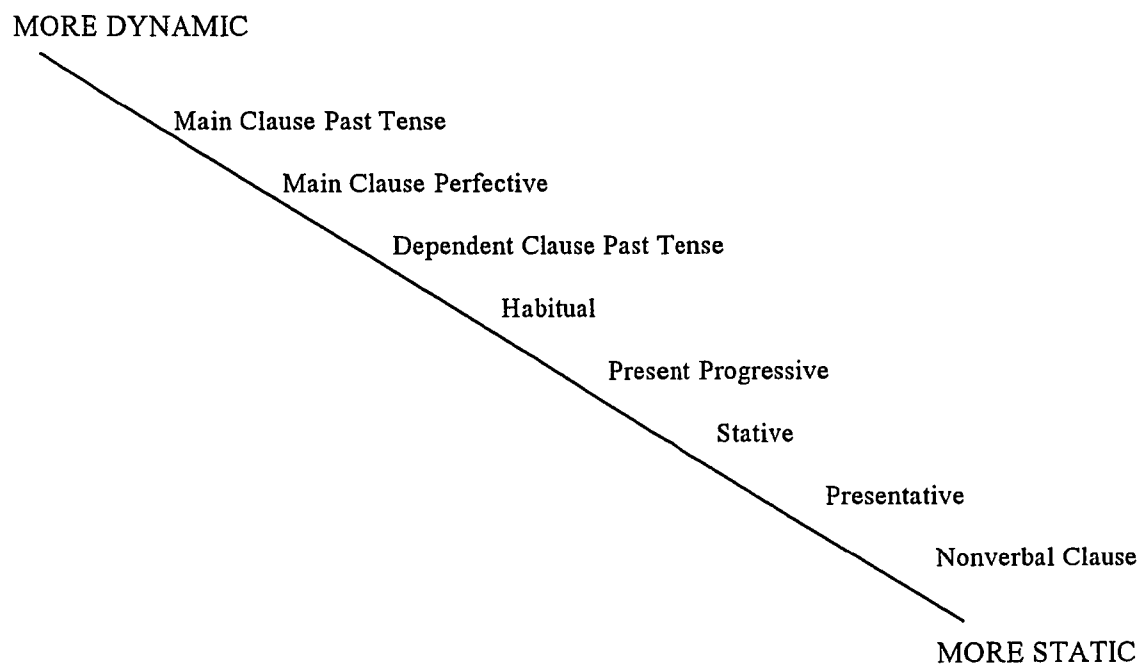 MORE DYNAMIC
Main Clause Past Tense
Main Clause Perfective
Dependent Clause Past Tense
Habitual
Present Progressive
Stative
Presentative
Nonverbal Clause
MORE STATIC